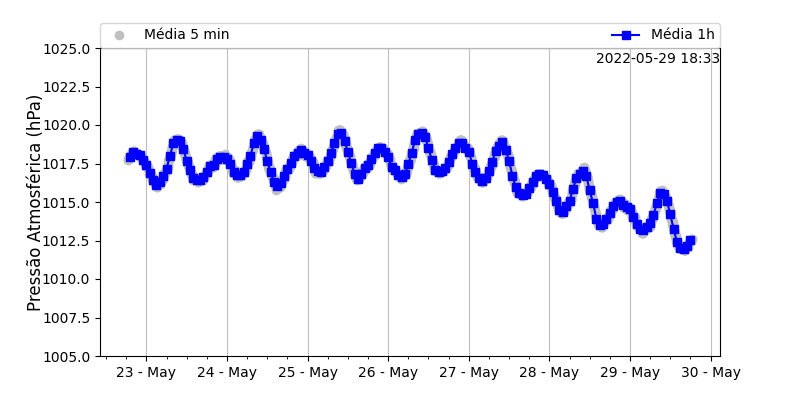 Média 5 min
Média 1h
2022-05-29 18:33
Pressão Atmosférica (hPa)
1025.0
1022.5
1020.0
1017.5
1015.0
1012.5
1010.0
1007.5
1005.0
23 - May
24 - May
25 - May
26 - May
27 - May
28 - May
29 - May
30 - May